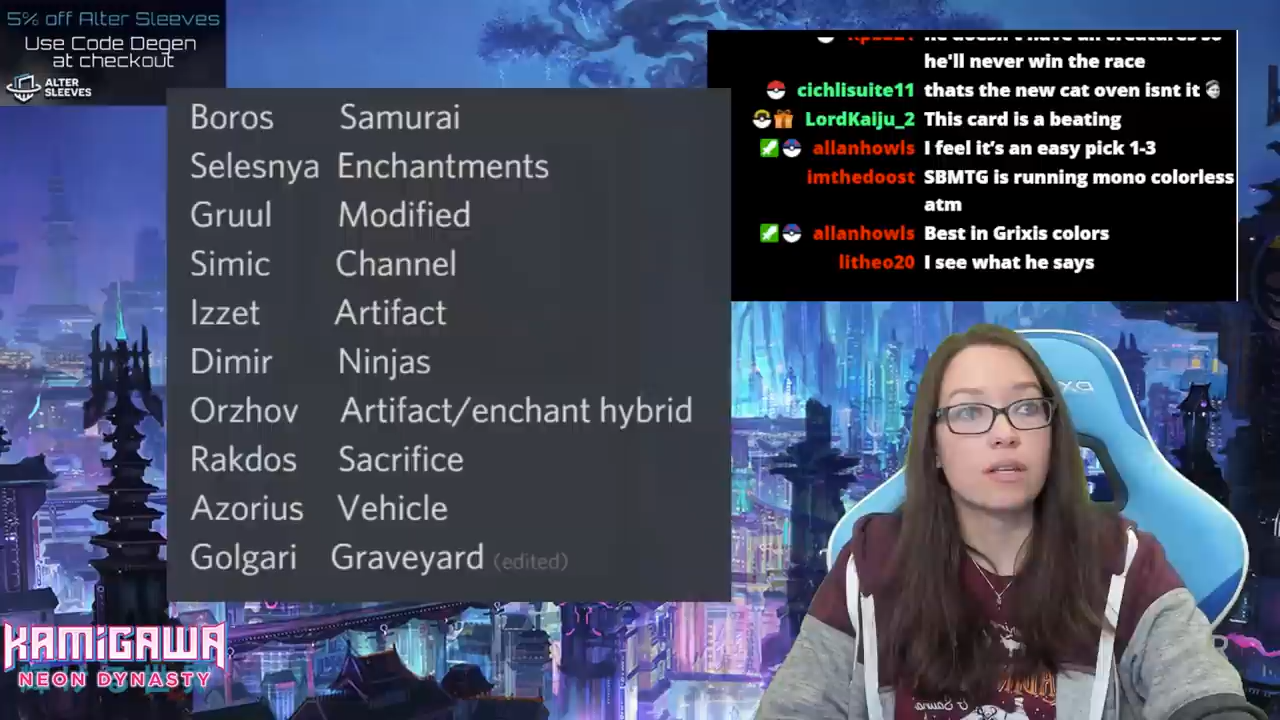 5% off Alter Sleeves
Use Code Degen
at checkout
ALTER
SLEEVES
Boros Samurai
Selesnya Enchantments
Gruul Modified
Simic Channel
Izzet Artifact
Dimir Ninjas
Orzhov Artifact/enchant hybrid
Rakdos Sacrifice
Azorius Vehicle
Golgari Graveyard (edited)
he'll never win the race
cichlisuite11 thats the new cat oven isnt it
LordKaiju_2 This card is a beating
allanhowls I feel it’s an easy pick 1-3
imthedoost SBMTG is running mono colorless
atm
allanhowls Best in Grixis colors
litheo20 I see what he says
KAMIGAWA
NEON DYNASTY